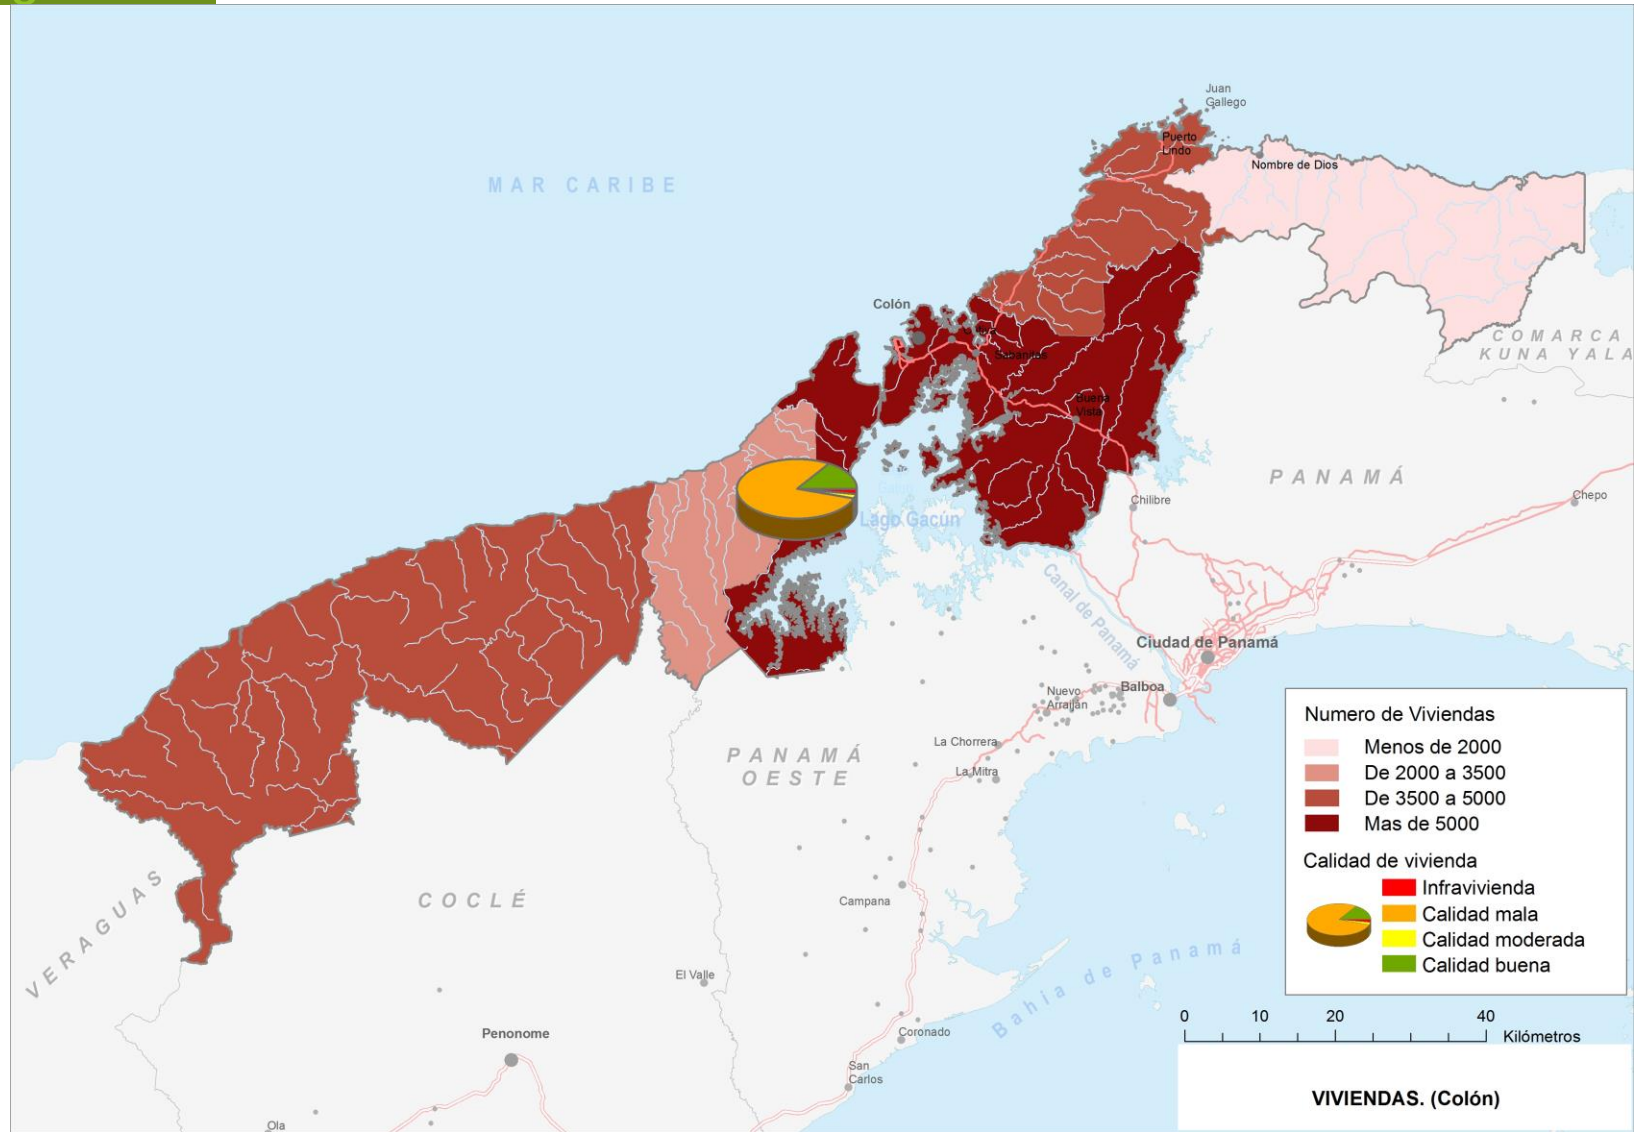 Juan
Gallego
Puerto
Lindo
Nombre de Dios
MAR CARIBE
Colón
Sabanitas
COMARCA
KUNA YALA
Buena
Vista
PANAMÁ
Chilibre
Chepo
Lago Gacún
Canal de Panamá
Ciudad de Panamá
Nuevo
Arraiján
Balboa
La Chorrera
La Mitra
PANAMÁ
OESTE
Numero de Viviendas
Menos de 2000
De 2000 a 3500
De 3500 a 5000
Mas de 5000
Calidad de vivienda
Infravivienda
Calidad mala
Calidad moderada
Calidad buena
VERAGUAS
COCLÉ
Campana
El Valle
Bahia de Panamá
Penonome
Coronado
San
Carlos
Ola
0 10 20 40
Kilómetros
VIVIENDAS. (Colón)